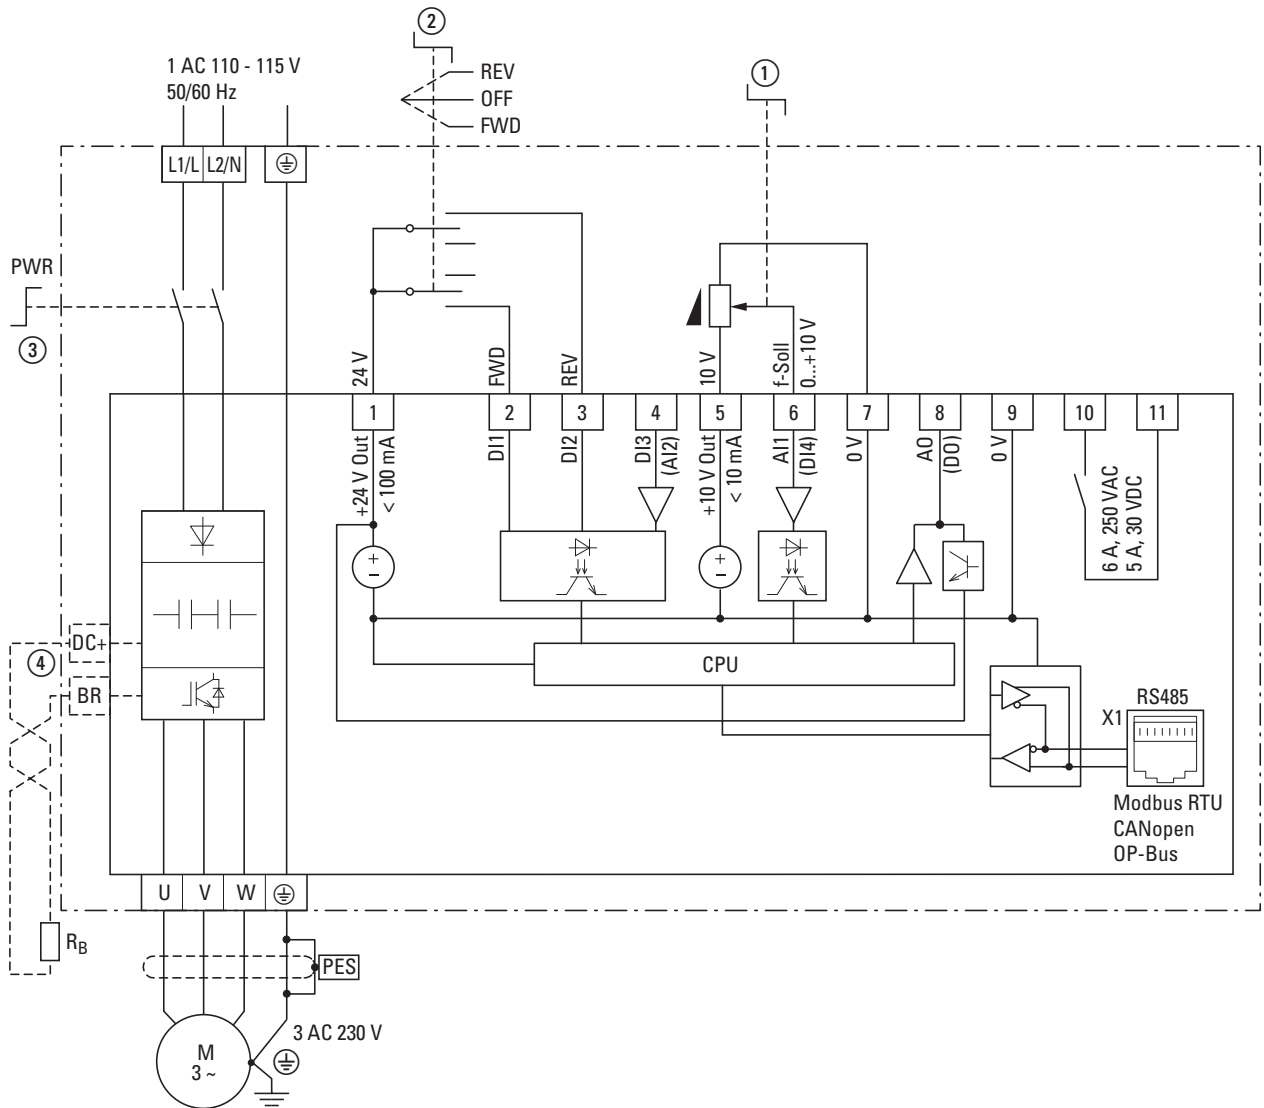 ②
1 AC 110 - 115 V
50/60 Hz
REV
OFF
FWD
①
L1/L
L2/N
PWR
③
24 V
FWD
REV
10 V
f-Soll
0...+10 V
1
2
3
4
5
6
7
8
9
10
11
+24 V Out
< 100 mA
DI1
DI2
DI3
(AI2)
+10 V Out
< 10 mA
AI1
(DI4)
0 V
AO
(DO)
0 V
6 A, 250 VAC
5 A, 30 VDC
+
-
+
-
DC+
④
BR
CPU
RS485
X1
Modbus RTU
CANopen
OP-Bus
U
V
W
RB
PES
3 AC 230 V
M
3 ~